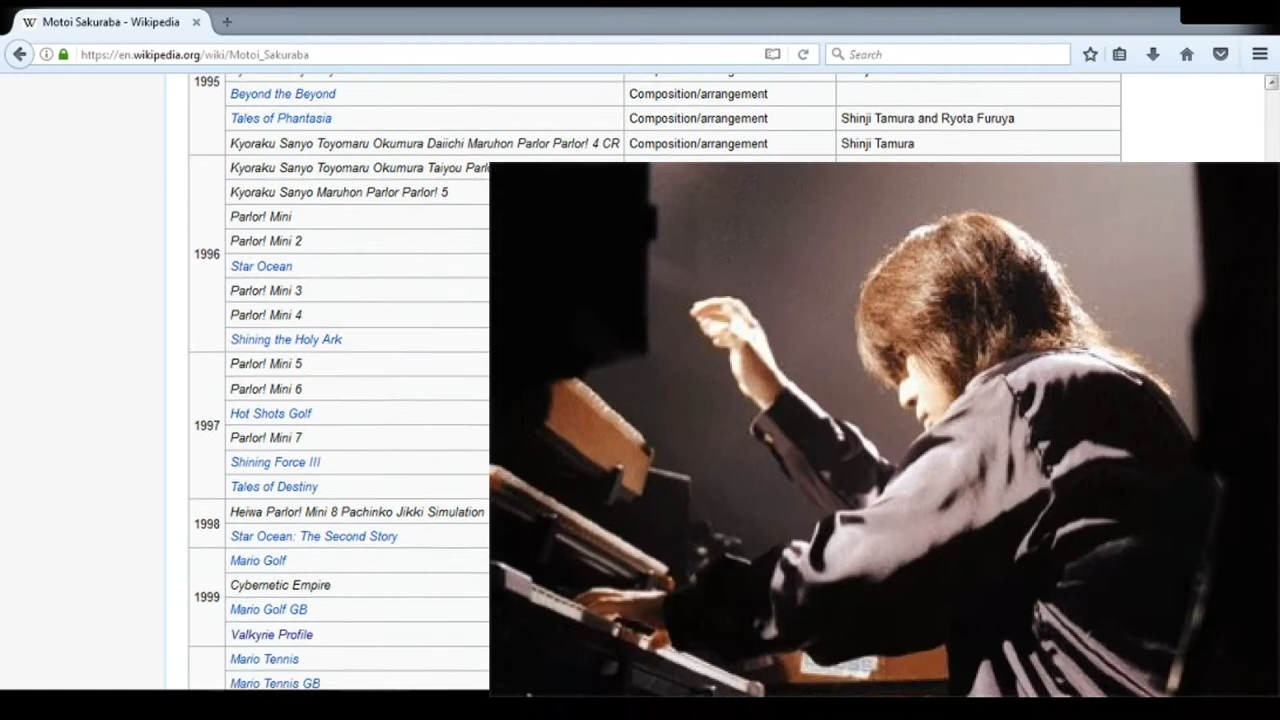 Motoi Sakuraba - Wikipedia
https://en.wikipedia.org/wiki/Motoi_Sakuraba
Search
1995
Beyond the Beyond Composition/arrangement
Tales of Phantasia Composition/arrangement Shinji Tamura and Ryota Furuya
Kyoraku Sanyo Toyomaru Okumura Daiichi Maruhon Parlor Parlor! 4 CR Composition/arrangement Shinji Tamura
Kyoraku Sanyo Toyomaru Okumura Taiyou
Kyoraku Sanyo Maruhon Parlor Parlor! 5
Parlor! Mini
Parlor! Mini 2
1996
Star Ocean
Parlor! Mini 3
Parlor! Mini 4
Shining the Holy Ark
Parlor! Mini 5
Parlor! Mini 6
Hot Shots Golf
1997
Parlor! Mini 7
Shining Force III
Tales of Destiny
Heiwa Parlor! Mini 8 Pachinko Jikki Simulation
1998
Star Ocean: The Second Story
Mario Golf
Cybernetic Empire
1999
Mario Golf GB
Valkyrie Profile
Mario Tennis
Mario Tennis GB